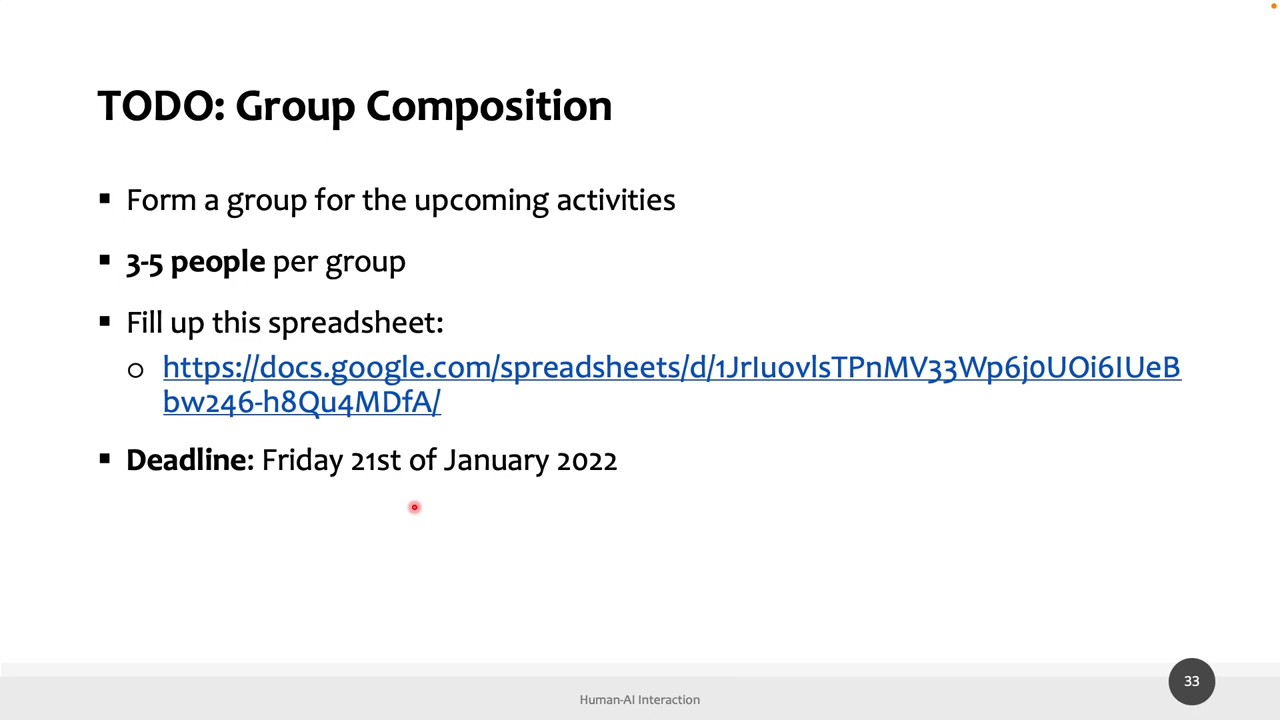 TODO: Group Composition
▪ Form a group for the upcoming activities
▪ 3-5 people per group
▪ Fill up this spreadsheet:
o https://docs.google.com/spreadsheets/d/1JrIuovlsTPnMV33Wp6j0UOi6IUeB
bw246-h8Qu4MDfA/
▪ Deadline: Friday 21st of January 2022
Human-AI Interaction
33